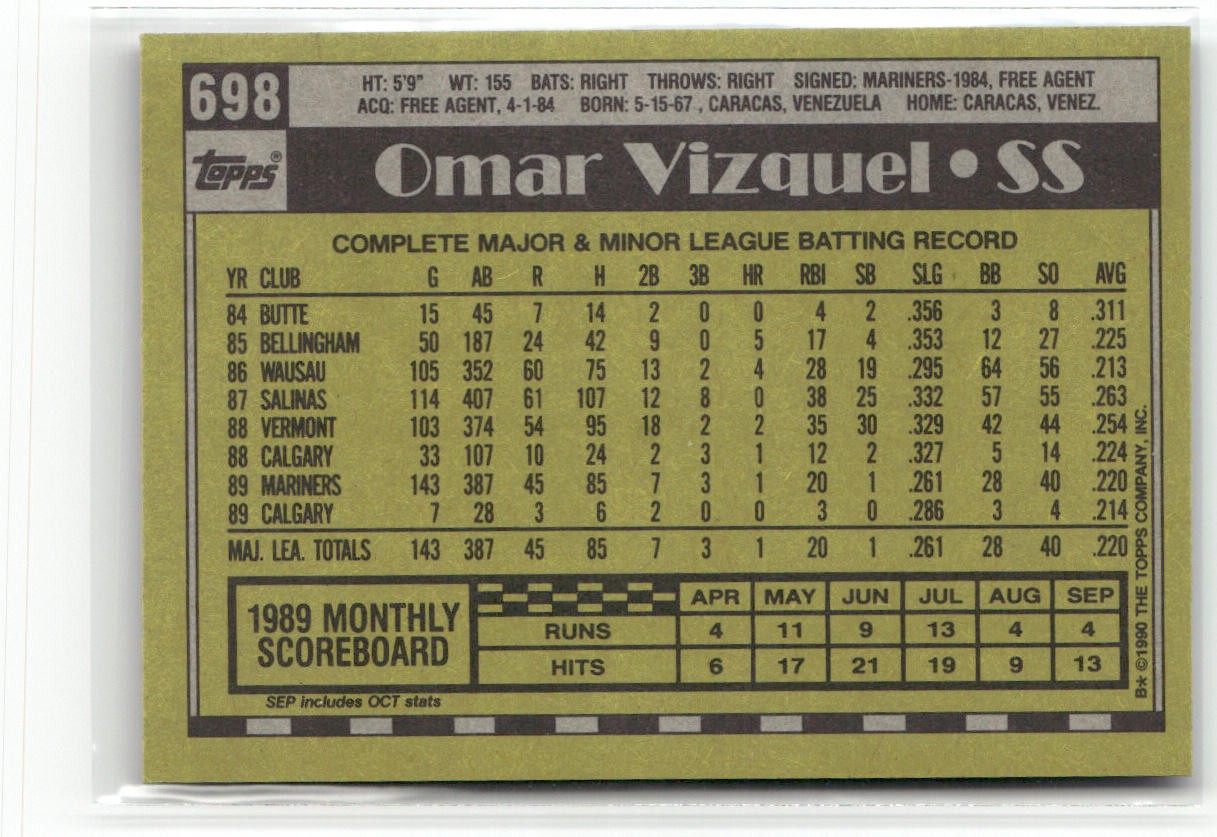 698
HT: 5'9" WT: 155 BATS: RIGHT THROWS: RIGHT SIGNED: MARINERS-1984, FREE AGENT
ACQ: FREE AGENT, 4-1-84 BORN: 5-15-67 , CARACAS, VENEZUELA HOME: CARACAS, VENEZ.
topps®
Omar Vizquel • SS
COMPLETE MAJOR & MINOR LEAGUE BATTING RECORD
YR CLUB G AB R H 2B 3B HR RBI SB SLG BB SO AVG
84 BUTTE 15 45 7 14 2 0 0 4 2 .356 3 8 .311
85 BELLINGHAM 50 187 24 42 9 0 5 17 4 .353 12 27 .225
86 WAUSAU 105 352 60 75 13 2 4 28 19 .295 64 56 .213
87 SALINAS 114 407 61 107 12 8 0 38 25 .332 57 55 .263
88 VERMONT 103 374 54 95 18 2 2 35 30 .329 42 44 .254
88 CALGARY 33 107 10 24 2 3 1 12 2 .327 5 14 .224
89 MARINERS 143 387 45 85 7 3 1 20 1 .261 28 40 .220
89 CALGARY 7 28 3 6 2 0 0 3 0 .286 3 4 .214
MAJ. LEA. TOTALS 143 387 45 85 7 3 1 20 1 .261 28 40 .220
1989 MONTHLY
SCOREBOARD
APR MAY JUN JUL AUG SEP
RUNS 4 11 9 13 4 4
HITS 6 17 21 19 9 13
SEP includes OCT stats
B* ©1990 THE TOPPS COMPANY, INC.